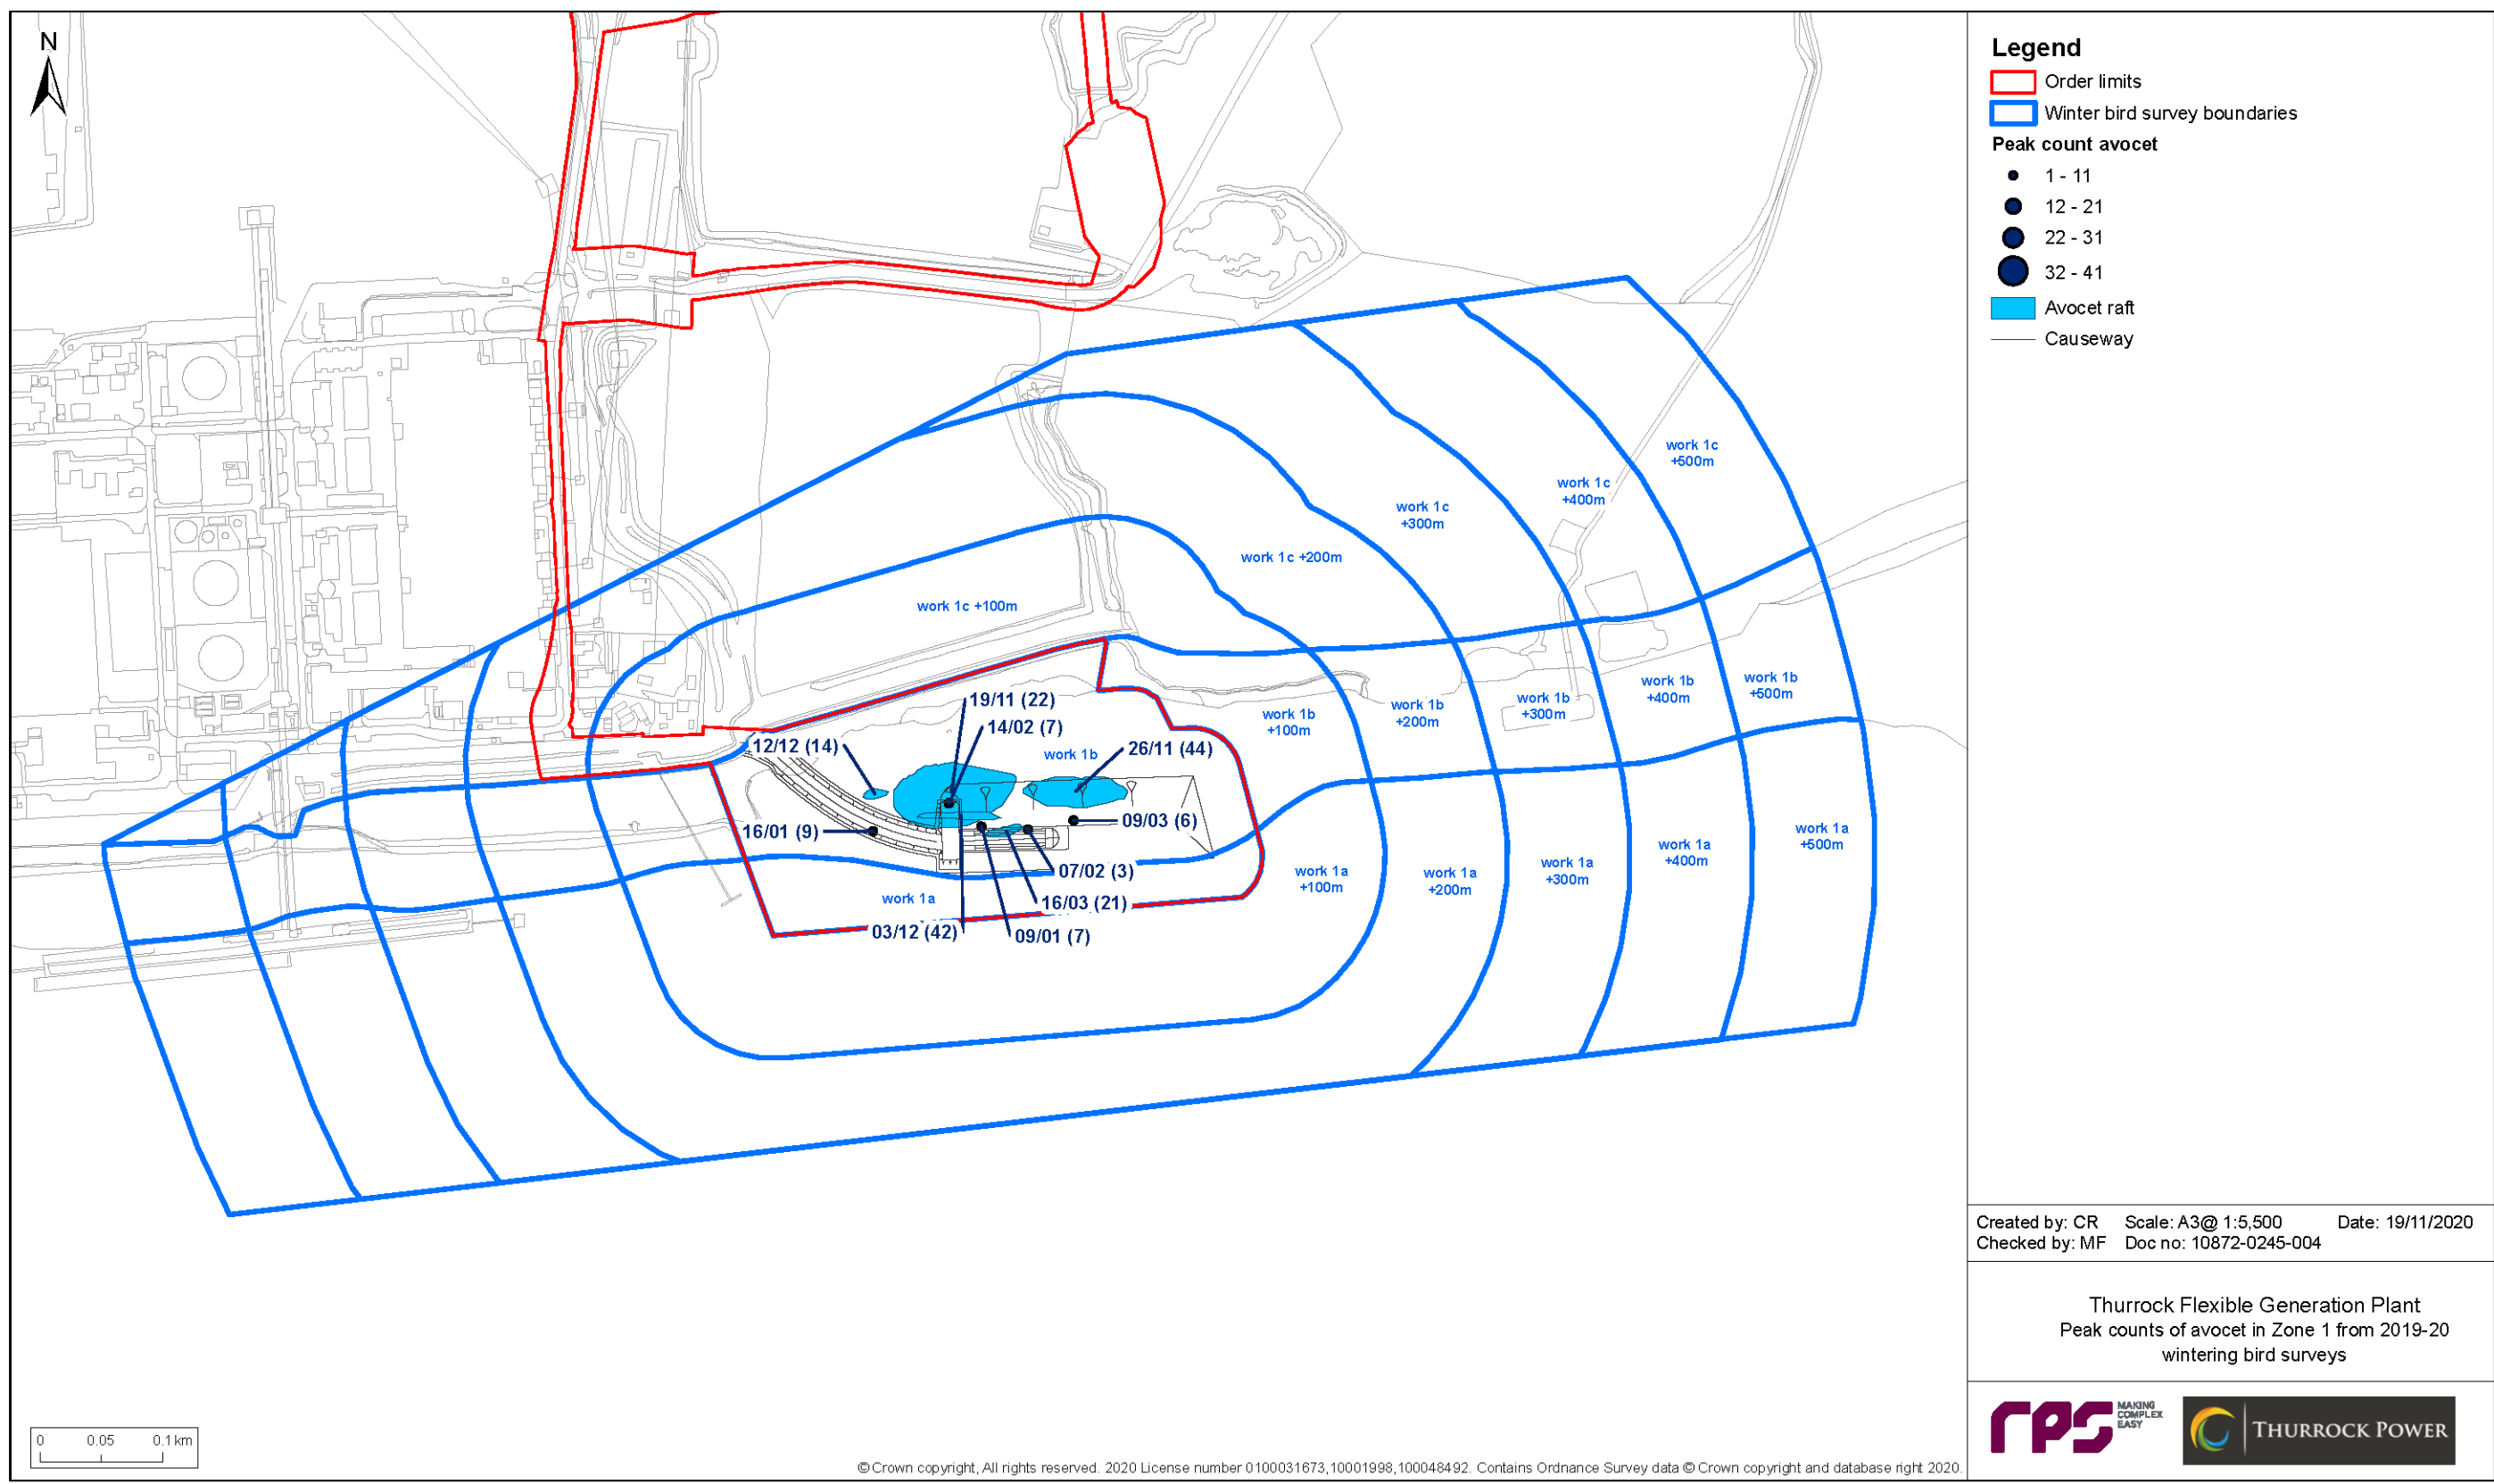 N
Legend
Order limits
Winter bird survey boundaries
Peak count avocet
1 - 11
12 - 21
22 - 31
32 - 41
Avocet raft
Causeway
work 1c
+500m
work 1c
+400m
work 1c
+300m
work 1c +200m
work 1c +100m
work 1b
+500m
work 1b
+400m
work 1b
+300m
work 1b
+200m
work 1b
+100m
work 1b
19/11 (22)
14/02 (7)
12/12 (14)
26/11 (44)
16/01 (9)
09/03 (6)
07/02 (3)
16/03 (21)
03/12 (42)
09/01 (7)
work 1a
work 1a
+100m
work 1a
+200m
work 1a
+300m
work 1a
+400m
work 1a
+500m
Created by: CR Scale: A3@ 1:5,500 Date: 19/11/2020
Checked by: MF Doc no: 10872-0245-004
Thurrock Flexible Generation Plant
Peak counts of avocet in Zone 1 from 2019-20
wintering bird surveys
rps MAKING
COMPLEX
EASY
THURROCK POWER
0 0.05 0.1 km
© Crown copyright, All rights reserved. 2020 License number 0100031673,10001998,100048492. Contains Ordnance Survey data © Crown copyright and database right 2020.